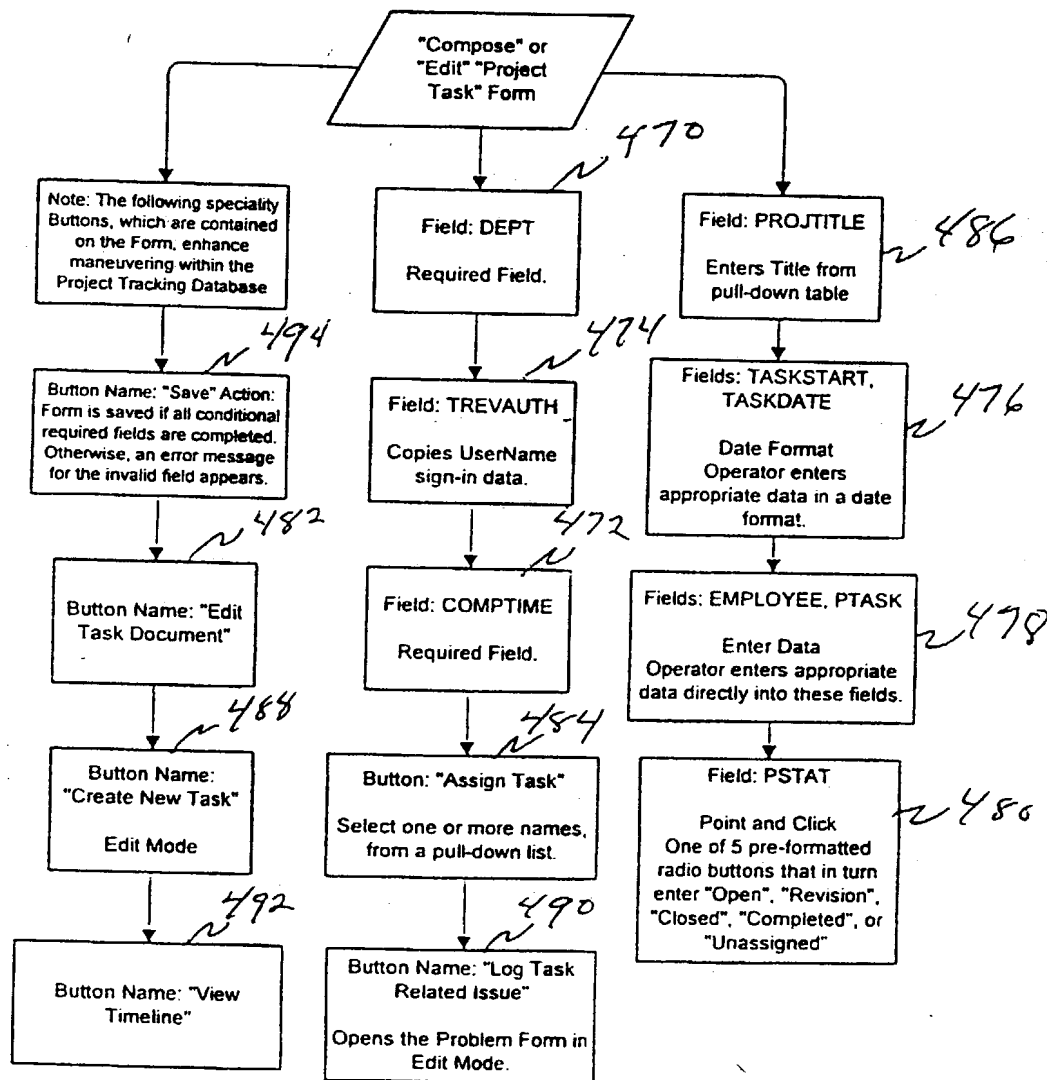 "Compose" or
"Edit" "Project
Task" Form
Note: The following speciality
Buttons, which are contained
on the Form, enhance
maneuvering within the
Project Tracking Database
494
Button Name: "Save" Action:
Form is saved if all conditional
required fields are completed.
Otherwise, an error message
for the invalid field appears.
482
Button Name: "Edit
Task Document"
488
Button Name:
"Create New Task"
Edit Mode
492
Button Name: "View
Timeline"
470
Field: DEPT
Required Field.
474
Field: TREVAUTH
Copies UserName
sign-in data.
472
Field: COMPTIME
Required Field.
484
Button: "Assign Task"
Select one or more names,
from a pull-down list.
490
Button Name: "Log Task
Related Issue"
Opens the Problem Form in
Edit Mode.
Field: PROJTITLE
Enters Title from
pull-down table
486
Fields: TASKSTART,
TASKDATE
Date Format
Operator enters
appropriate data in a date
format.
476
Fields: EMPLOYEE, PTASK
Enter Data
Operator enters appropriate
data directly into these fields.
478
Field: PSTAT
Point and Click
One of 5 pre-formatted
radio buttons that in turn
enter "Open", "Revision",
"Closed", "Completed", or
"Unassigned"
480